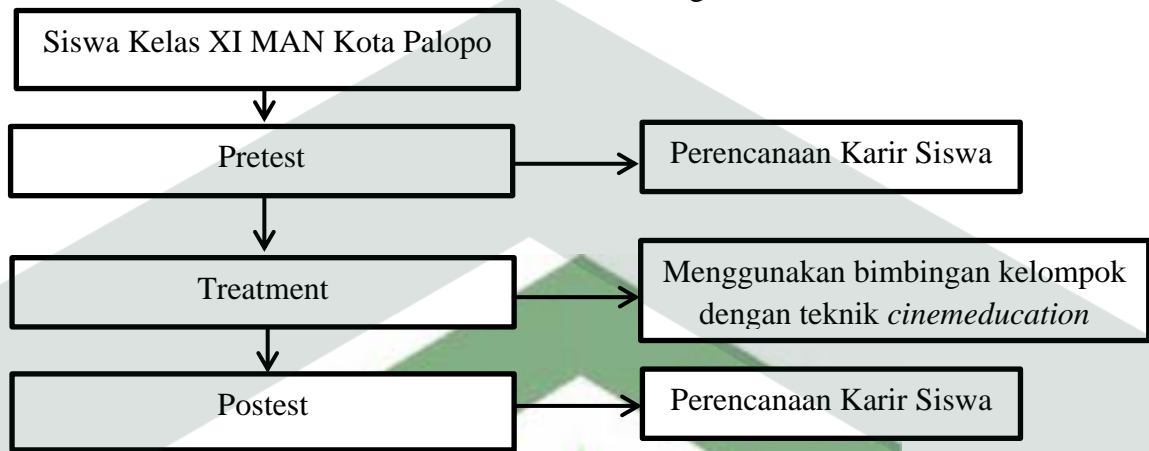 Siswa Kelas XI MAN Kota Palopo
Pretest
Perencanaan Karir Siswa
Treatment
Menggunakan bimbingan kelompok
dengan teknik cinemeducation
Postest
Perencanaan Karir Siswa